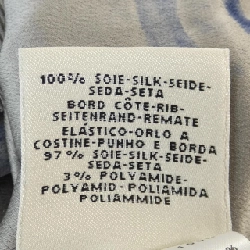 100% SOIE-SILK-SEIDE-
SEDA-SETA
BORD CÔTE-RIB-
SEITENRAND-REMATE
ELÁSTICO-ORLO A
COSTINE-PUNHO E BORDA
97% SOIE-SILK-SEIDE-
SEDA-SETA
3% POLYAMIDE-
POLYAMID-POLIAMIDA
POLIAMMIDE